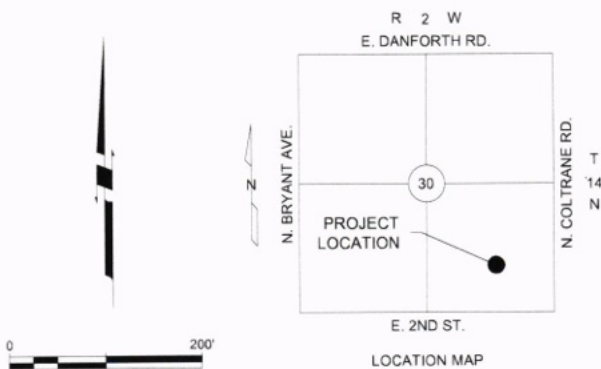 R 2 W
E. DANFORTH RD.
N. BRYANT AVE.
N
30
N. COLTRANE RD.
T
14
N
PROJECT
LOCATION
E. 2ND ST.
0 200'
LOCATION MAP